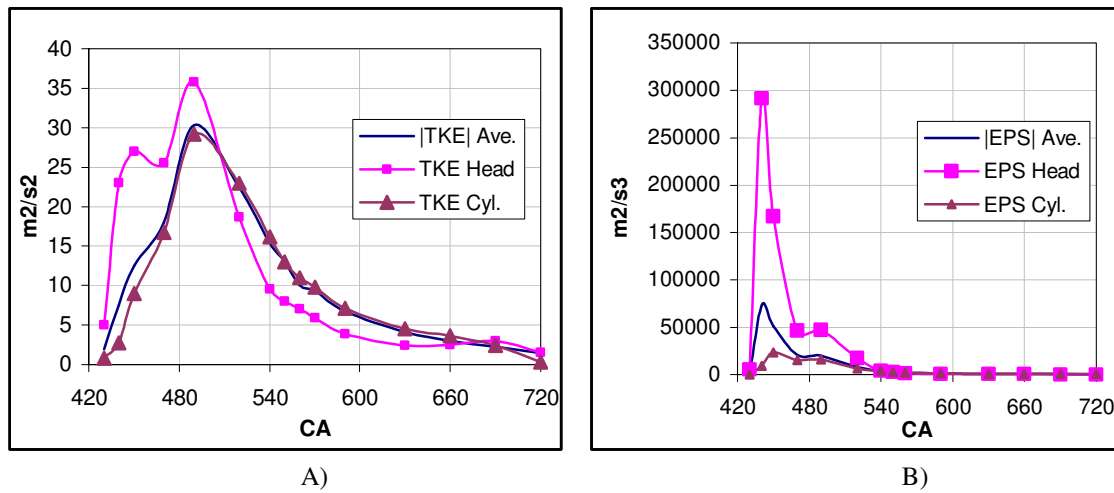 40
35
30
25
20
15
10
5
0
m2/s2
420 480 540 600 660 720
CA
|TKE| Ave.
TKE Head
TKE Cyl.
A)
350000
300000
250000
200000
150000
100000
50000
0
m2/s3
420 480 540 600 660 720
CA
|EPS| Ave.
EPS Head
EPS Cyl.
B)